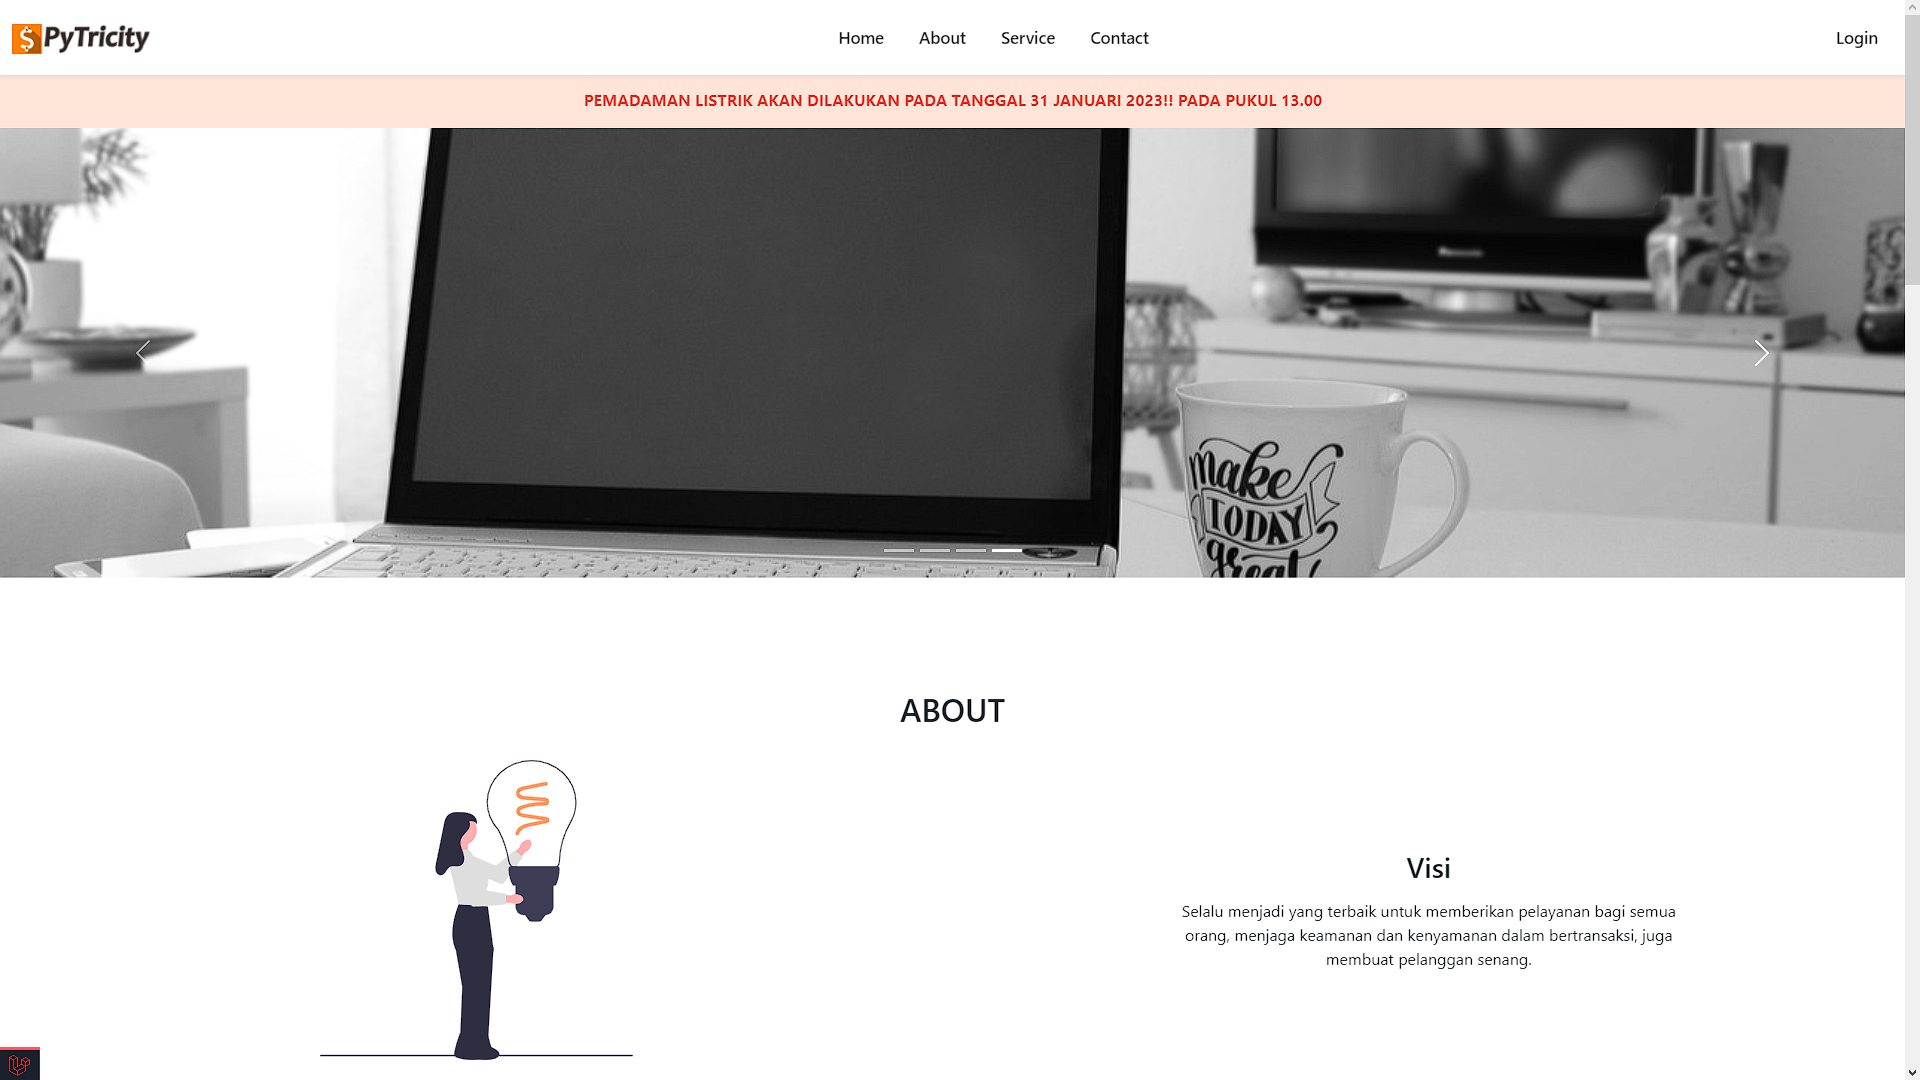 $ PyTricity
Home About Service Contact
Login
PEMADAMAN LISTRIK AKAN DILAKUKAN PADA TANGGAL 31 JANUARI 2023!! PADA PUKUL 13.00
Panasonic
make
TODAY
great
ABOUT
Visi
Selalu menjadi yang terbaik untuk memberikan pelayanan bagi semua
orang, menjaga keamanan dan kenyamanan dalam bertransaksi, juga
membuat pelanggan senang.